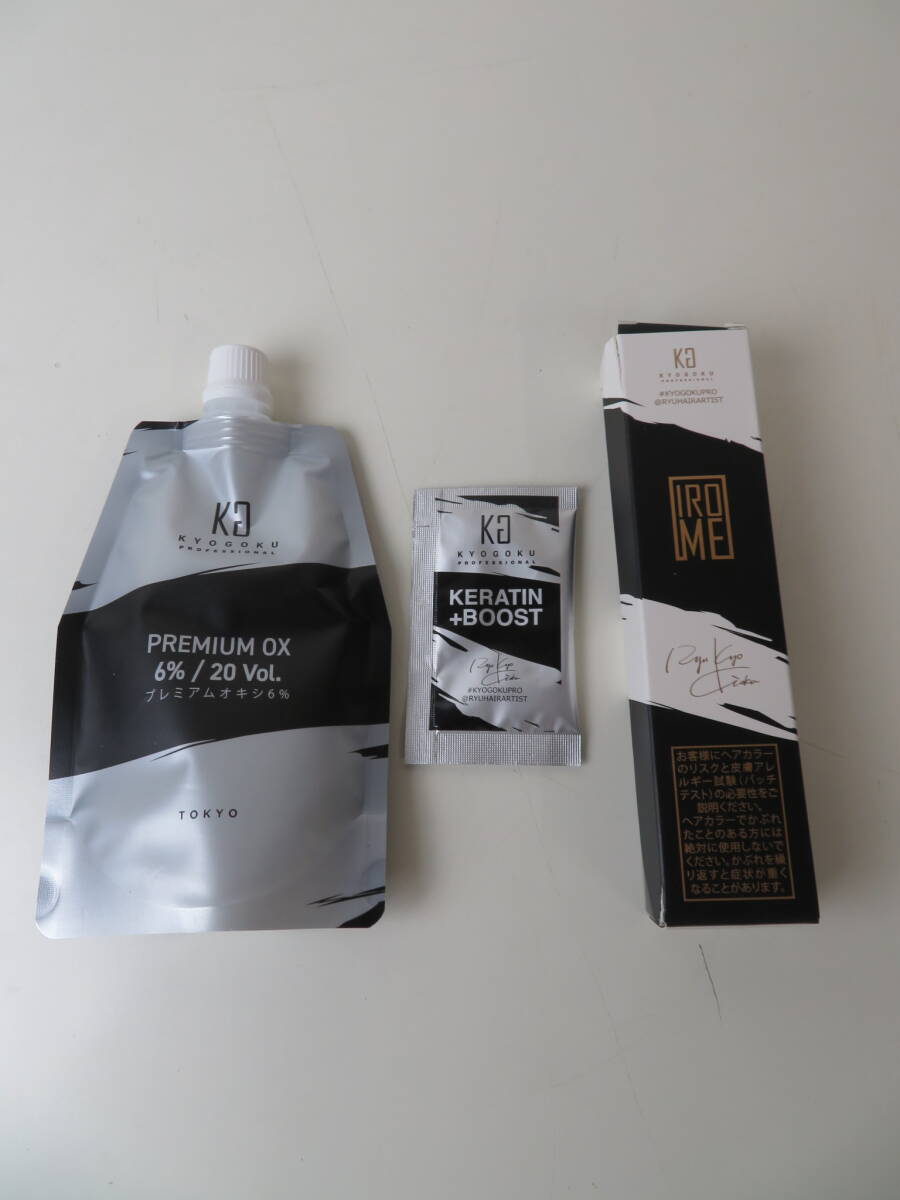 KG
KYOGOKU
PROFESSIONAL
PREMIUM OX
6% / 20 Vol.
プレミアムオキシ6%
TOKYO
KG
KYOGOKU
PROFESSIONAL
KERATIN
+BOOST
Ryu Kyo
#KYOGOKUPRO
@RYUHAIRARTIST
KG
KYOGOKU
PROFESSIONAL
#KYOGOKUPRO
@RYUHAIRARTIST
IRO
ME
Ryu Kyo
お客様にヘアカラー
のリスクと皮膚アレ
ルギー試験(パッチ
テスト)の必要性をご
説明ください。
ヘアカラーでかぶれ
たことのある方には
絶対に使用しないで
ください。かぶれを繰
り返すと症状が重く
なることがあります。